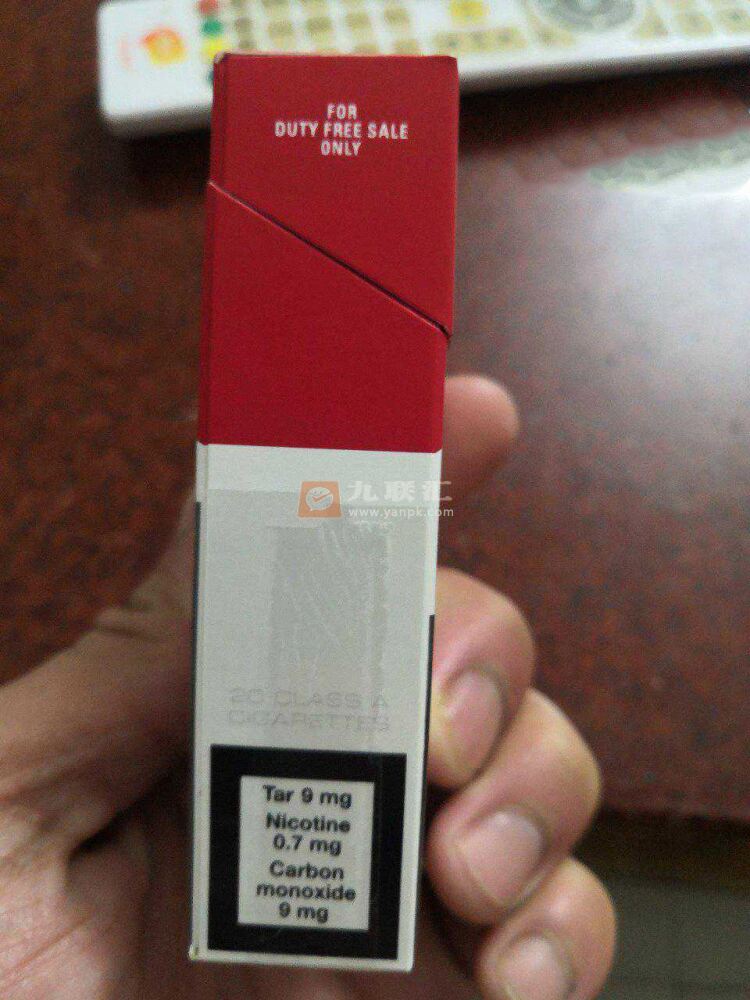 FOR
DUTY FREE SALE
ONLY
九联汇
www.yanpk.com
20 CLASS A
CIGARETTES
Tar 9 mg
Nicotine
0.7 mg
Carbon
monoxide
9 mg